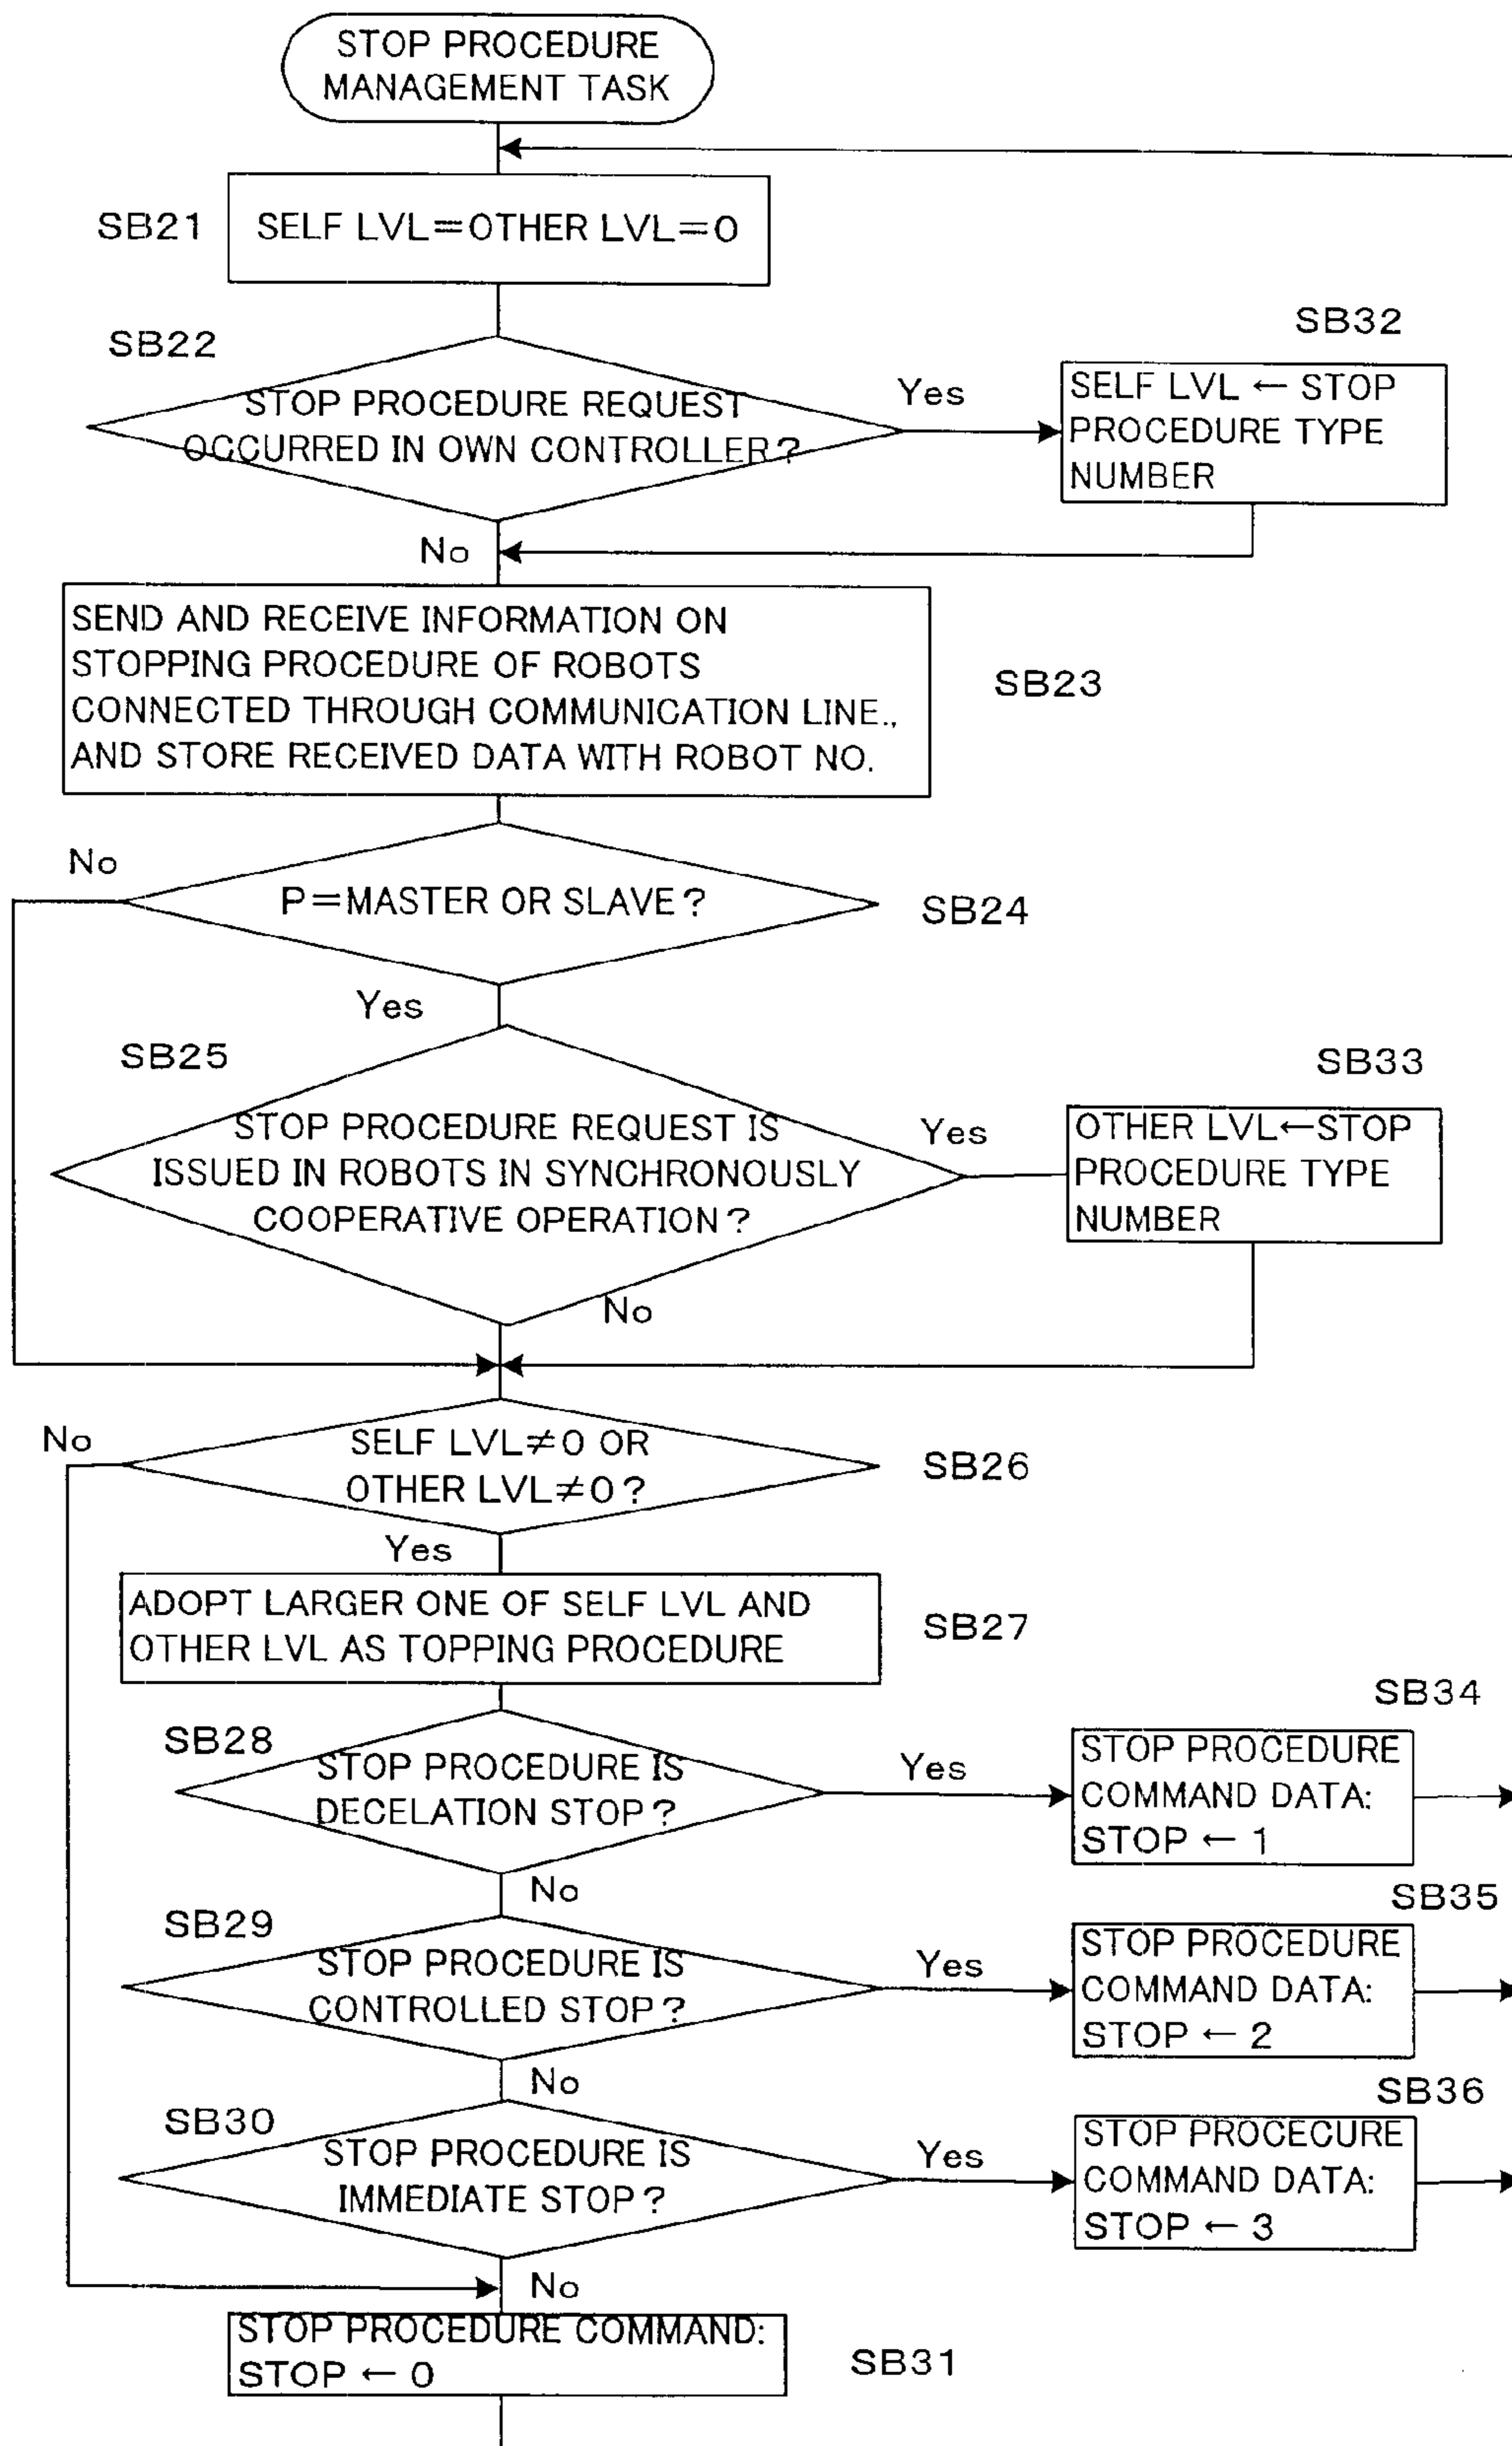 STOP PROCEDURE
MANAGEMENT TASK
SB21
SELF LVL=OTHER LVL=0
SB22
STOP PROCEDURE REQUEST
OCCURRED IN OWN CONTROLLER?
Yes
SB32
SELF LVL ← STOP
PROCEDURE TYPE
NUMBER
No
SEND AND RECEIVE INFORMATION ON
STOPPING PROCEDURE OF ROBOTS
CONNECTED THROUGH COMMUNICATION LINE.,
AND STORE RECEIVED DATA WITH ROBOT NO.
SB23
No
P=MASTER OR SLAVE?
SB24
Yes
SB25
STOP PROCEDURE REQUEST IS
ISSUED IN ROBOTS IN SYNCHRONOUSLY
COOPERATIVE OPERATION?
Yes
SB33
OTHER LVL←STOP
PROCEDURE TYPE
NUMBER
No
No
SELF LVL≠0 OR
OTHER LVL≠0?
SB26
Yes
ADOPT LARGER ONE OF SELF LVL AND
OTHER LVL AS TOPPING PROCEDURE
SB27
SB28
STOP PROCEDURE IS
DECELATION STOP?
Yes
SB34
STOP PROCEDURE
COMMAND DATA:
STOP ← 1
No
SB29
STOP PROCEDURE IS
CONTROLLED STOP?
Yes
SB35
STOP PROCEDURE
COMMAND DATA:
STOP ← 2
No
SB30
STOP PROCEDURE IS
IMMEDIATE STOP?
Yes
SB36
STOP PROCECURE
COMMAND DATA:
STOP ← 3
No
STOP PROCEDURE COMMAND:
STOP ← 0
SB31